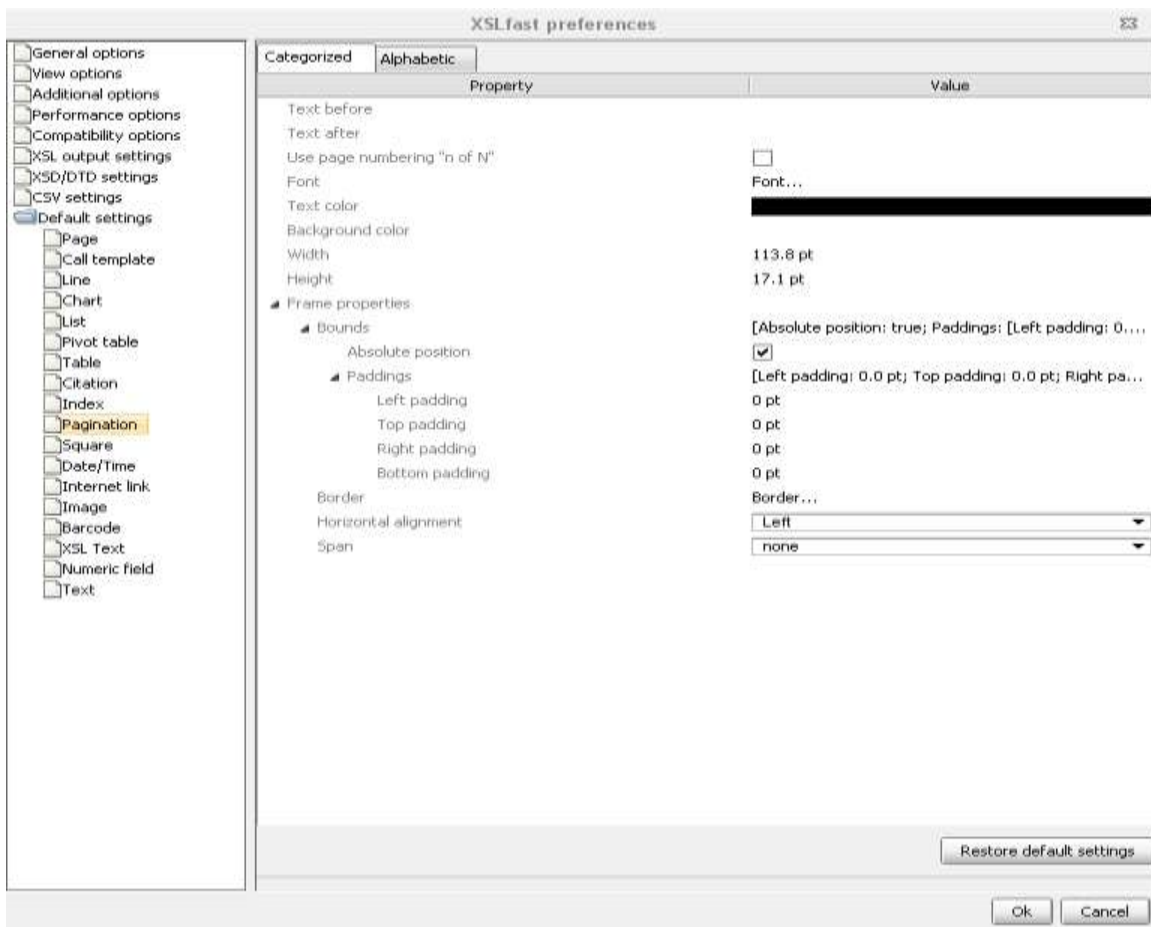 XSLfast preferences
General options
View options
Additional options
Performance options
Compatibility options
XSL output settings
XSD/DTD settings
CSV settings
Default settings
Page
Call template
Line
Chart
List
Pivot table
Table
Citation
Index
Pagination
Square
Date/Time
Internet link
Image
Barcode
XSL Text
Numeric field
Text
Categorized Alphabetic
Property Value
Text before
Text after
Use page numbering "n of N"
Font Font...
Text color
Background color
Width 113.8 pt
Height 17.1 pt
Frame properties
Bounds [Absolute position: true; Paddings: [Left padding: 0....
Absolute position
Paddings [Left padding: 0.0 pt; Top padding: 0.0 pt; Right pa...
Left padding 0 pt
Top padding 0 pt
Right padding 0 pt
Bottom padding 0 pt
Border Border...
Horizontal alignment Left
Span none
Restore default settings
Ok Cancel